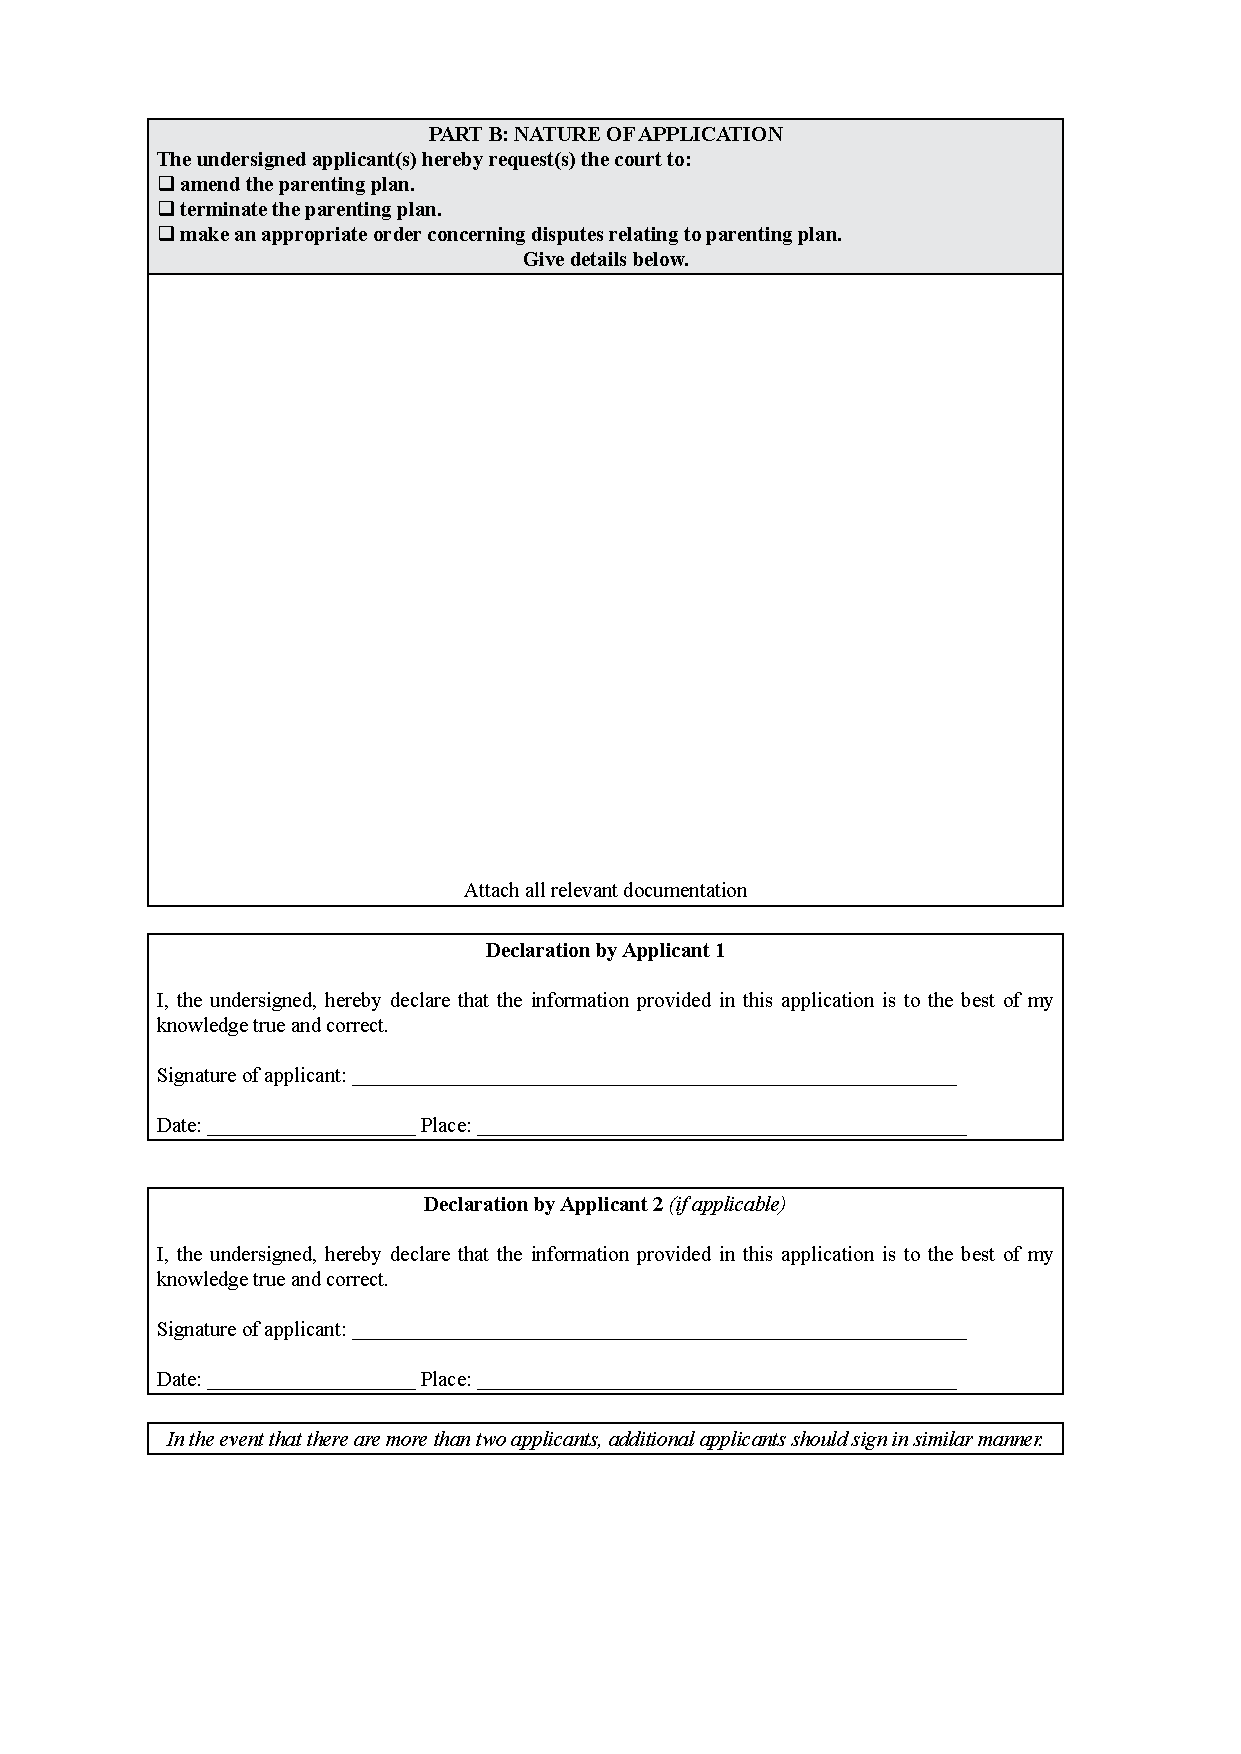 PART B: NATURE OF APPLICATION
The undersigned applicant(s) hereby request(s) the court to:
❑ amend the parenting plan.
❑ terminate the parenting plan.
❑ make an appropriate order concerning disputes relating to parenting plan.
Give details below.
Attach all relevant documentation
Declaration by Applicant 1
I, the undersigned, hereby declare that the information provided in this application is to the best of my
knowledge true and correct.
Signature of applicant: ____________________________________________________________
Date: ____________________ Place: ________________________________________________
Declaration by Applicant 2 (if applicable)
I, the undersigned, hereby declare that the information provided in this application is to the best of my
knowledge true and correct.
Signature of applicant: _____________________________________________________________
Date: ____________________ Place: _______________________________________________
In the event that there are more than two applicants, additional applicants should sign in similar manner.